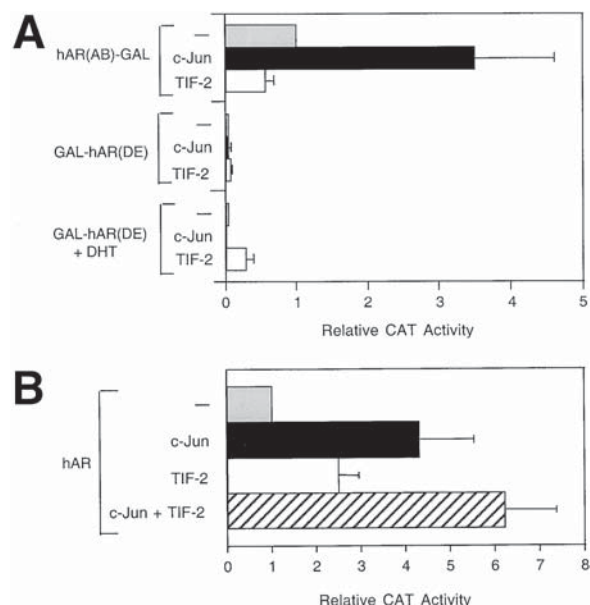 A
hAR(AB)-GAL
—
c-Jun
TIF-2
GAL-hAR(DE)
—
c-Jun
TIF-2
GAL-hAR(DE)
+ DHT
—
c-Jun
TIF-2
0 1 2 3 4 5
Relative CAT Activity
B
hAR
—
c-Jun
TIF-2
c-Jun + TIF-2
0 1 2 3 4 5 6 7 8
Relative CAT Activity